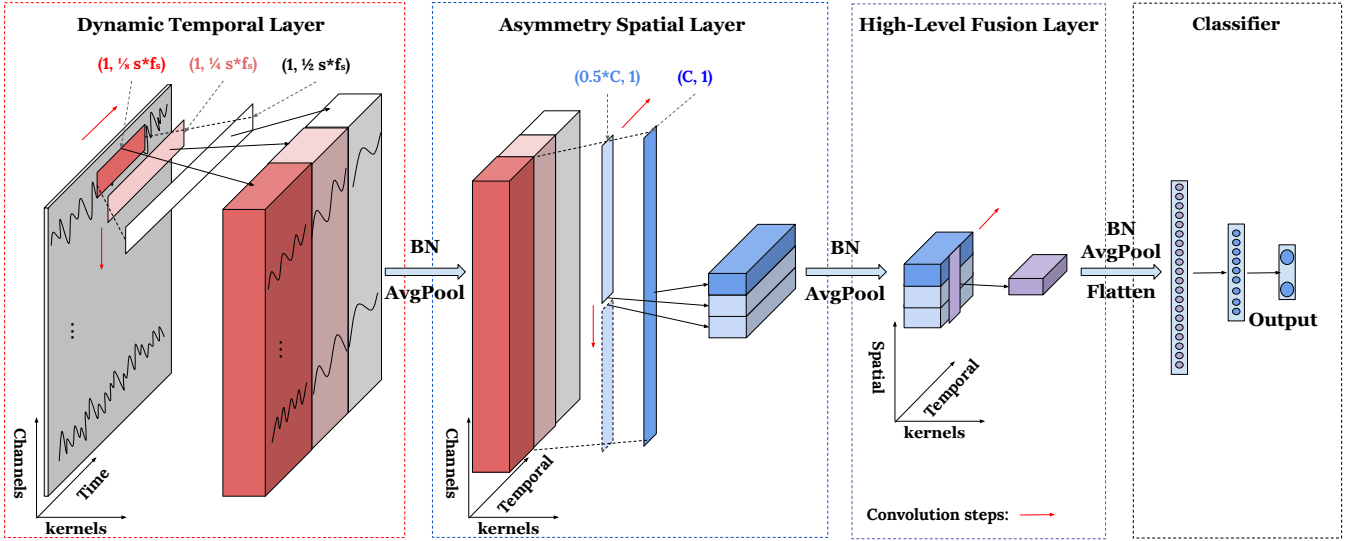 Dynamic Temporal Layer
(1, ⅛ s*fₛ)
(1, ¼ s*fₛ)
(1, ½ s*fₛ)
...
...
Channels
Time
kernels
BN
AvgPool
Asymmetry Spatial Layer
(0.5*C, 1)
(C, 1)
Channels
Temporal
kernels
BN
AvgPool
High-Level Fusion Layer
Spatial
Temporal
kernels
Convolution steps:
BN
AvgPool
Flatten
Classifier
Output